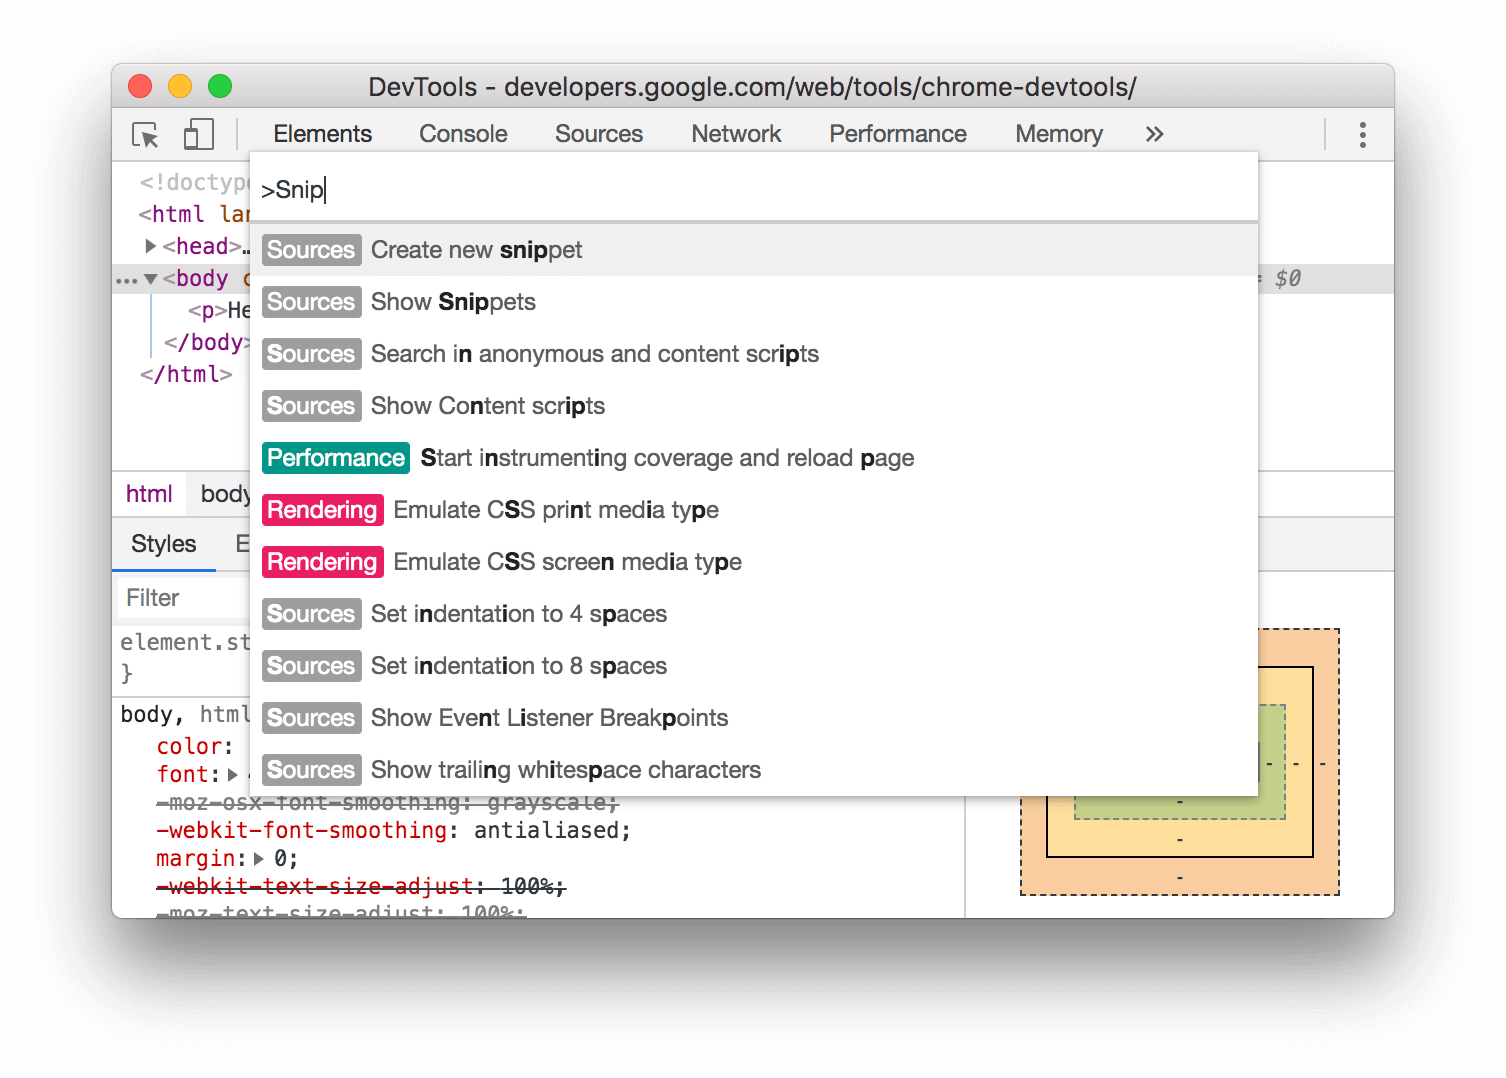 DevTools - developers.google.com/web/tools/chrome-devtools/
Elements Console Sources Network Performance Memory »
>Snip
Sources Create new snippet
Sources Show Snippets
Sources Search in anonymous and content scripts
Sources Show Content scripts
Performance Start instrumenting coverage and reload page
Rendering Emulate CSS print media type
Rendering Emulate CSS screen media type
Sources Set indentation to 4 spaces
Sources Set indentation to 8 spaces
Sources Show Event Listener Breakpoints
Sources Show trailing whitespace characters
<!doctype
<html lan
<head>…
… <body = $0
<p>He
</body>
</html>
html body
Styles E
Filter
element.st
}
body, html
color:
font:
-moz-osx-font-smoothing: grayscale;
-webkit-font-smoothing: antialiased;
margin: 0;
-webkit-text-size-adjust: 100%;
-moz-text-size-adjust: 100%;
- - -
-
-
-